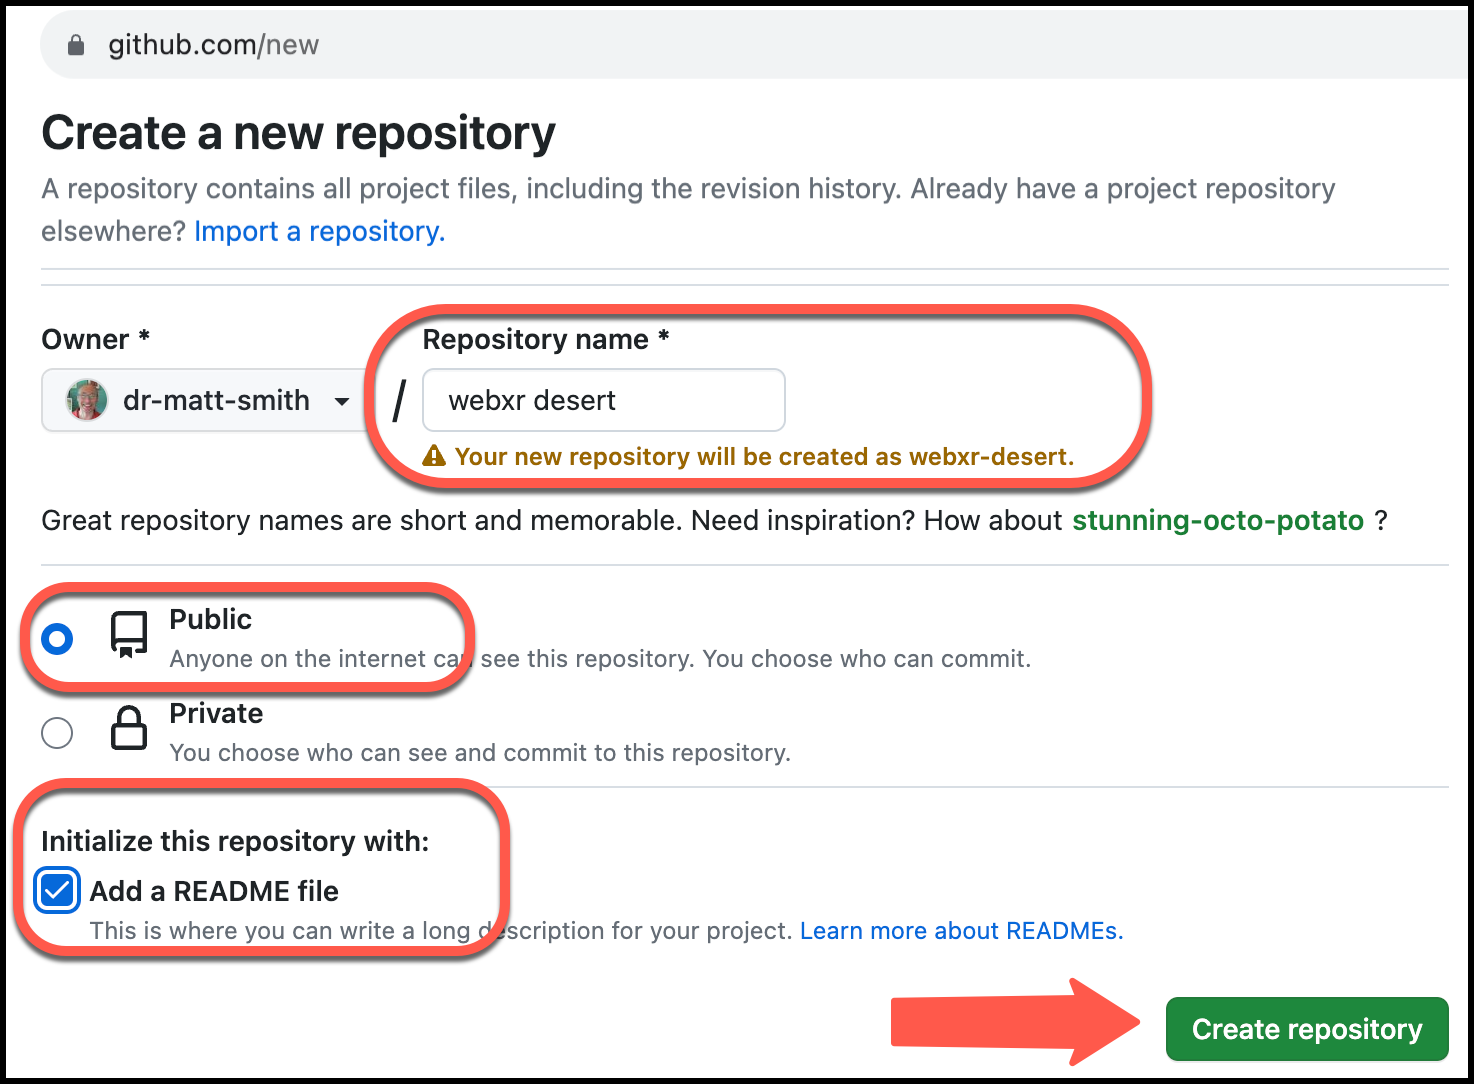 github.com/new
Create a new repository
A repository contains all project files, including the revision history. Already have a project repository
elsewhere? Import a repository.
Owner *
Repository name *
dr-matt-smith
/
webxr desert
Your new repository will be created as webxr-desert.
Great repository names are short and memorable. Need inspiration? How about stunning-octo-potato ?
Public
Anyone on the internet can see this repository. You choose who can commit.
Private
You choose who can see and commit to this repository.
Initialize this repository with:
Add a README file
This is where you can write a long description for your project. Learn more about READMEs.
Create repository